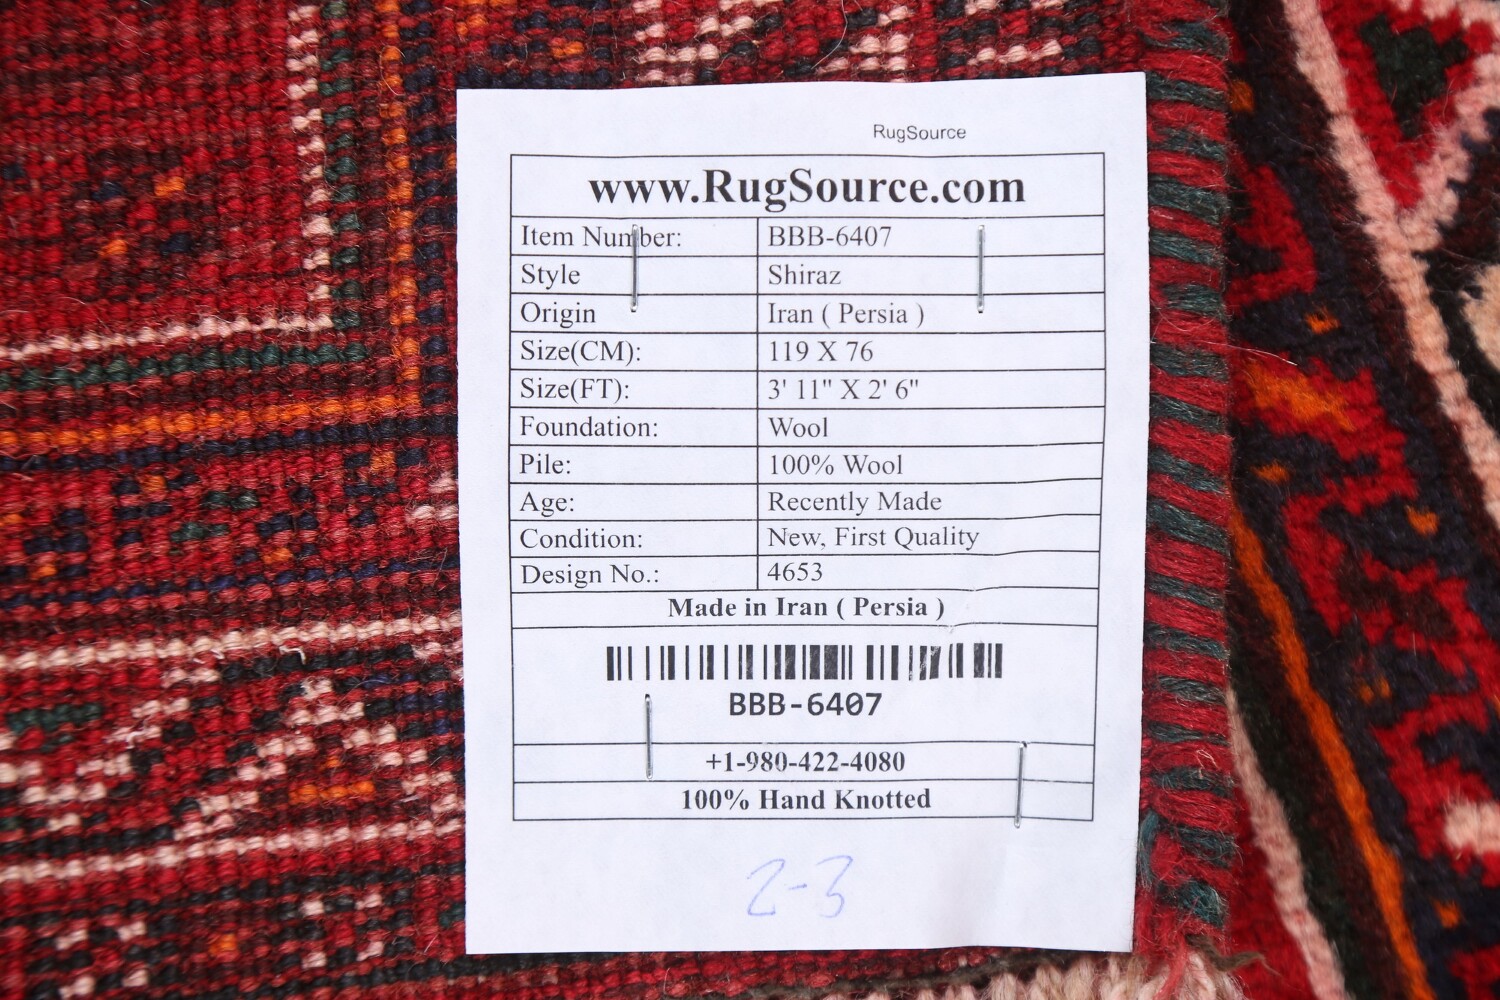 RugSource
www.RugSource.com
Item Number: BBB-6407
Style Shiraz
Origin Iran ( Persia )
Size(CM): 119 X 76
Size(FT): 3' 11" X 2' 6"
Foundation: Wool
Pile: 100% Wool
Age: Recently Made
Condition: New, First Quality
Design No.: 4653
Made in Iran ( Persia )
BBB-6407
+1-980-422-4080
100% Hand Knotted
2-3